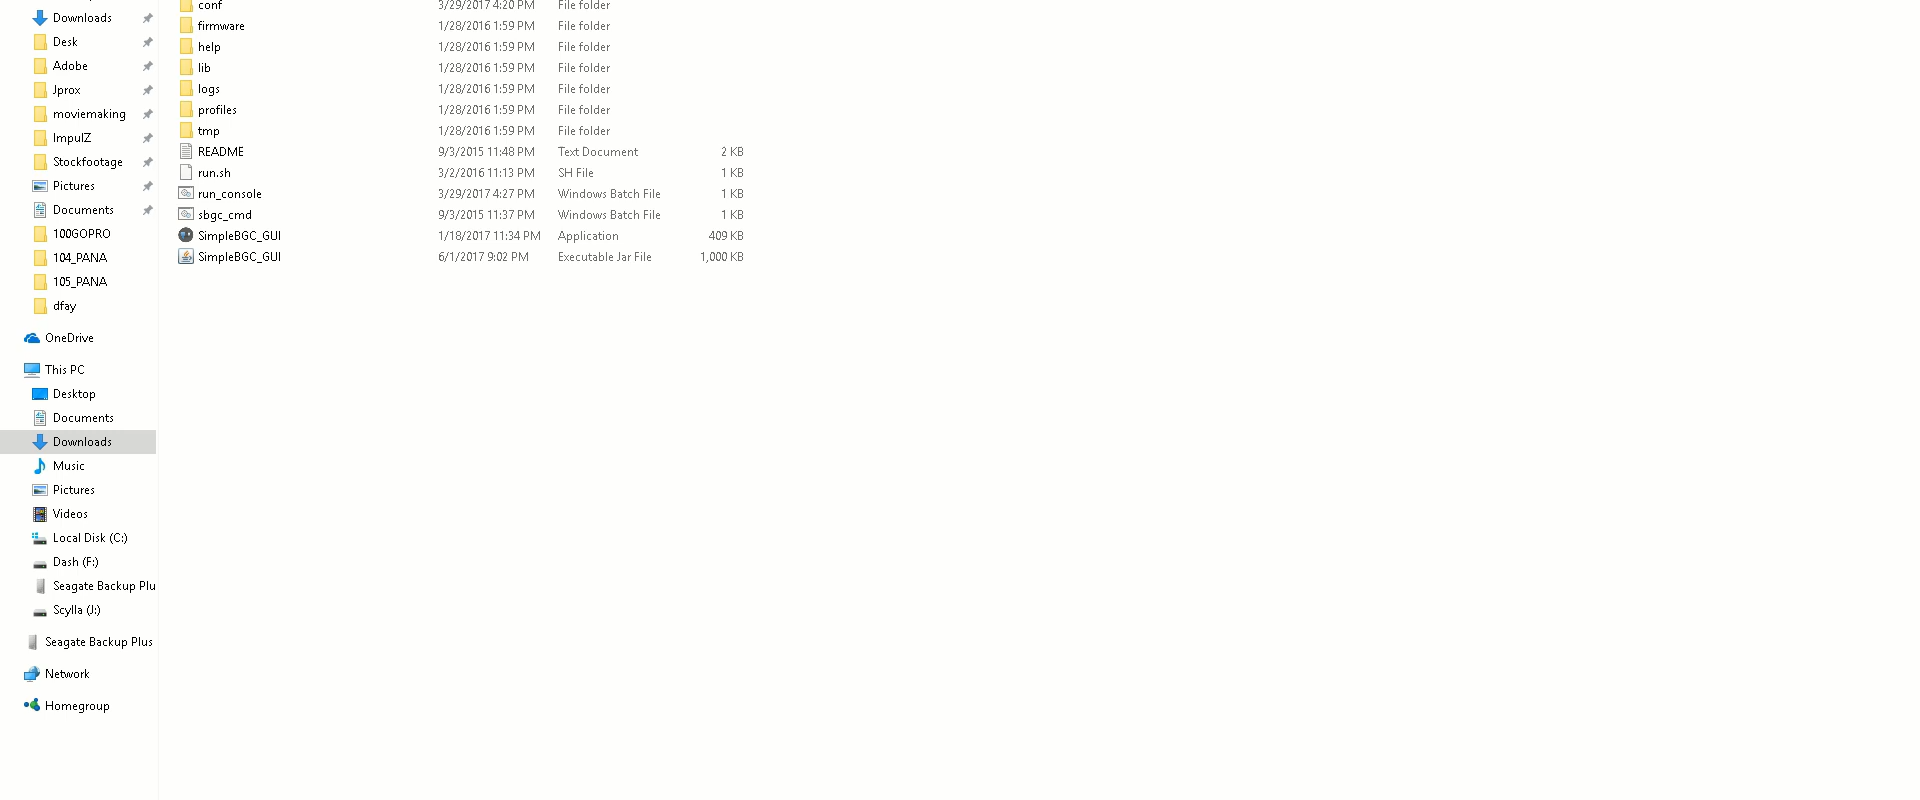 conf 3/29/2017 4:20 PM File folder
Downloads
firmware 1/28/2016 1:59 PM File folder
Desk
help 1/28/2016 1:59 PM File folder
Adobe
lib 1/28/2016 1:59 PM File folder
Jprox
logs 1/28/2016 1:59 PM File folder
moviemaking
profiles 1/28/2016 1:59 PM File folder
ImpulZ
tmp 1/28/2016 1:59 PM File folder
Stockfootage
README 9/3/2015 11:48 PM Text Document 2 KB
run.sh 3/2/2016 11:13 PM SH File 1 KB
Pictures
run_console 3/29/2017 4:27 PM Windows Batch File 1 KB
Documents
sbgc_cmd 9/3/2015 11:37 PM Windows Batch File 1 KB
100GOPRO
SimpleBGC_GUI 1/18/2017 11:34 PM Application 409 KB
104_PANA
SimpleBGC_GUI 6/1/2017 9:02 PM Executable Jar File 1,000 KB
105_PANA
dfay
OneDrive
This PC
Desktop
Documents
Downloads
Music
Pictures
Videos
Local Disk (C:)
Dash (F:)
Seagate Backup Plu
Scylla (J:)
Seagate Backup Plus
Network
Homegroup